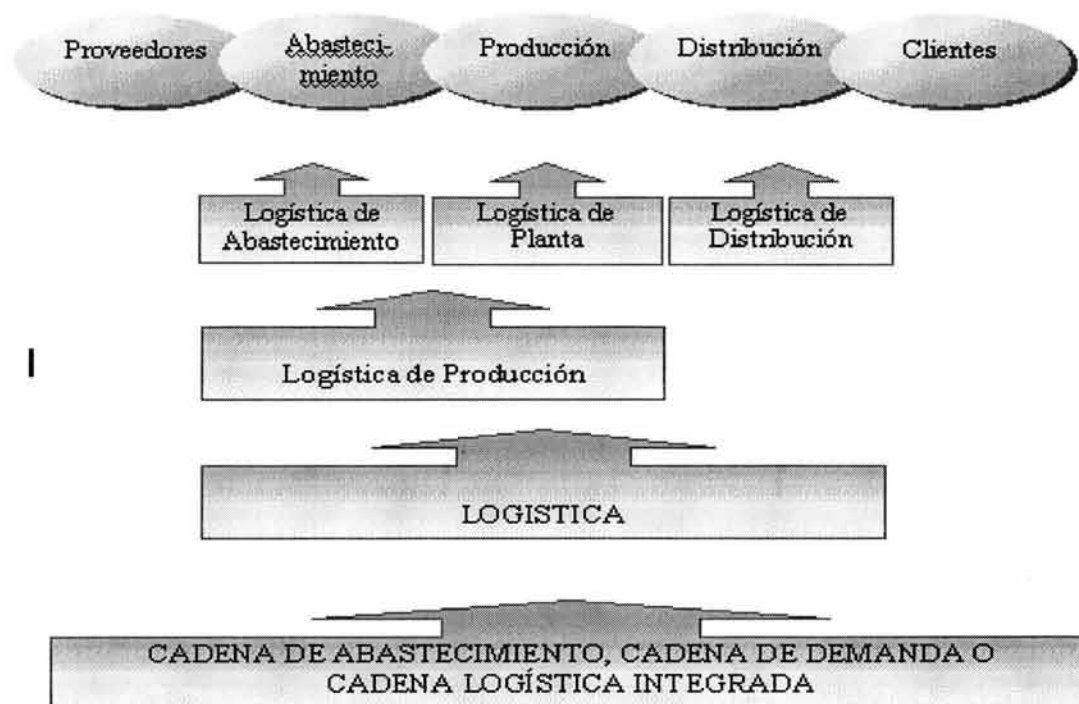 Proveedores
Abasteci-
miento
Producción
Distribución
Clientes
Logística de
Abastecimiento
Logística de
Planta
Logística de
Distribución
Logística de Producción
LOGISTICA
CADENA DE ABASTECIMIENTO, CADENA DE DEMANDA O
CADENA LOGÍSTICA INTEGRADA